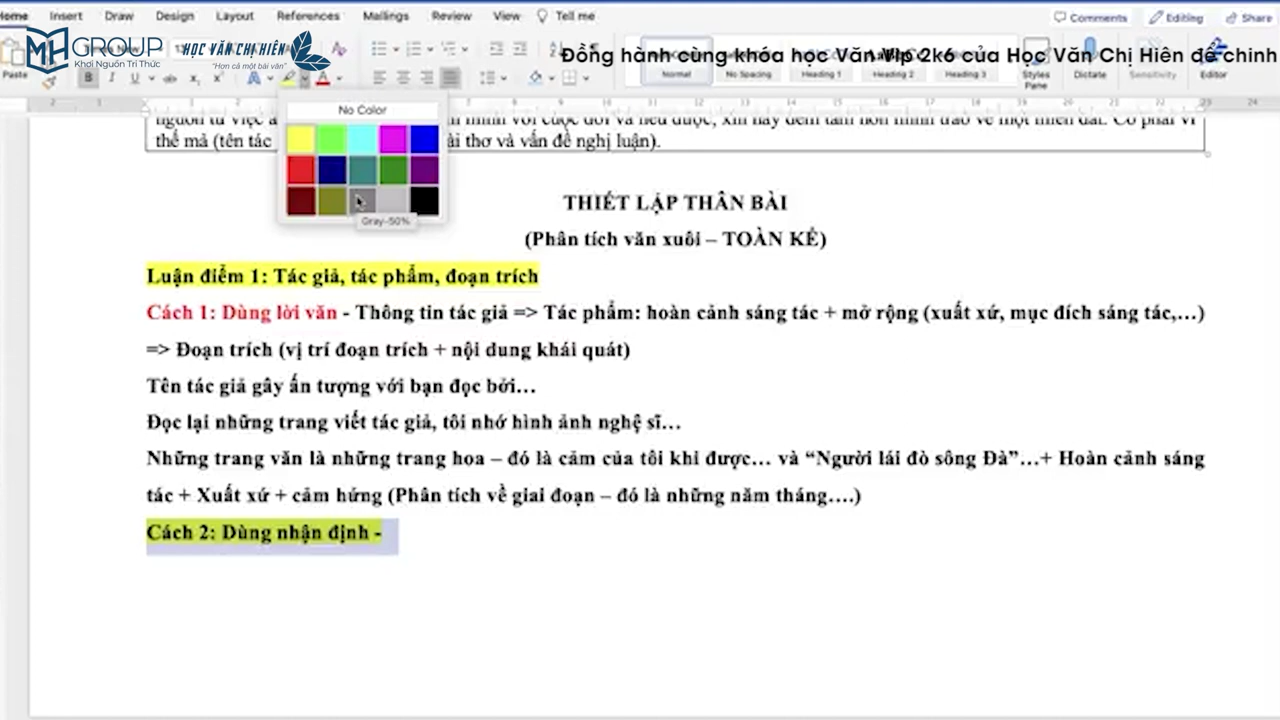 Home Insert Draw Design Layout References Mailings Review View Tell me Comments Editing Share
MH GROUP
Khơi Nguồn Tri Thức
HỌC VĂN CHỊ HIÊN
"Hơn cả một bài văn"
Đồng hành cùng khóa học Văn Vip 2k6 của Học Văn Chị Hiên để chinh
Paste
Normal No Spacing Heading 1 Heading 2 Heading 3 Styles Pane Dictate Sensitivity Editor
No Color
Gray-50%
thế mà (tên tác ài thơ và vấn đề nghị luận).
THIẾT LẬP THÂN BÀI
(Phân tích văn xuôi – TOÀN KỂ)
Luận điểm 1: Tác giả, tác phẩm, đoạn trích
Cách 1: Dùng lời văn - Thông tin tác giả => Tác phẩm: hoàn cảnh sáng tác + mở rộng (xuất xứ, mục đích sáng tác,…)
=> Đoạn trích (vị trí đoạn trích + nội dung khái quát)
Tên tác giả gây ấn tượng với bạn đọc bởi…
Đọc lại những trang viết tác giả, tôi nhớ hình ảnh nghệ sĩ…
Những trang văn là những trang hoa – đó là cảm của tôi khi được… và “Người lái đò sông Đà”…+ Hoàn cảnh sáng
tác + Xuất xứ + cảm hứng (Phân tích về giai đoạn – đó là những năm tháng….)
Cách 2: Dùng nhận định -